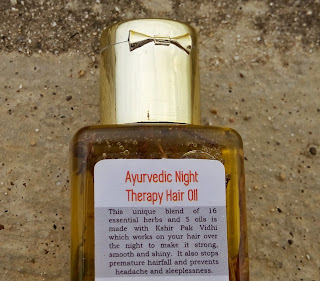 Ayurvedic Night
Therapy Hair Oil
This unique blend of 16
essential herbs and 5 oils is
made with Kshir Pak Vidhi
which works on your hair over
the night to make it strong,
smooth and shiny. It also stops
premature hairfall and prevents
headache and sleeplessness.